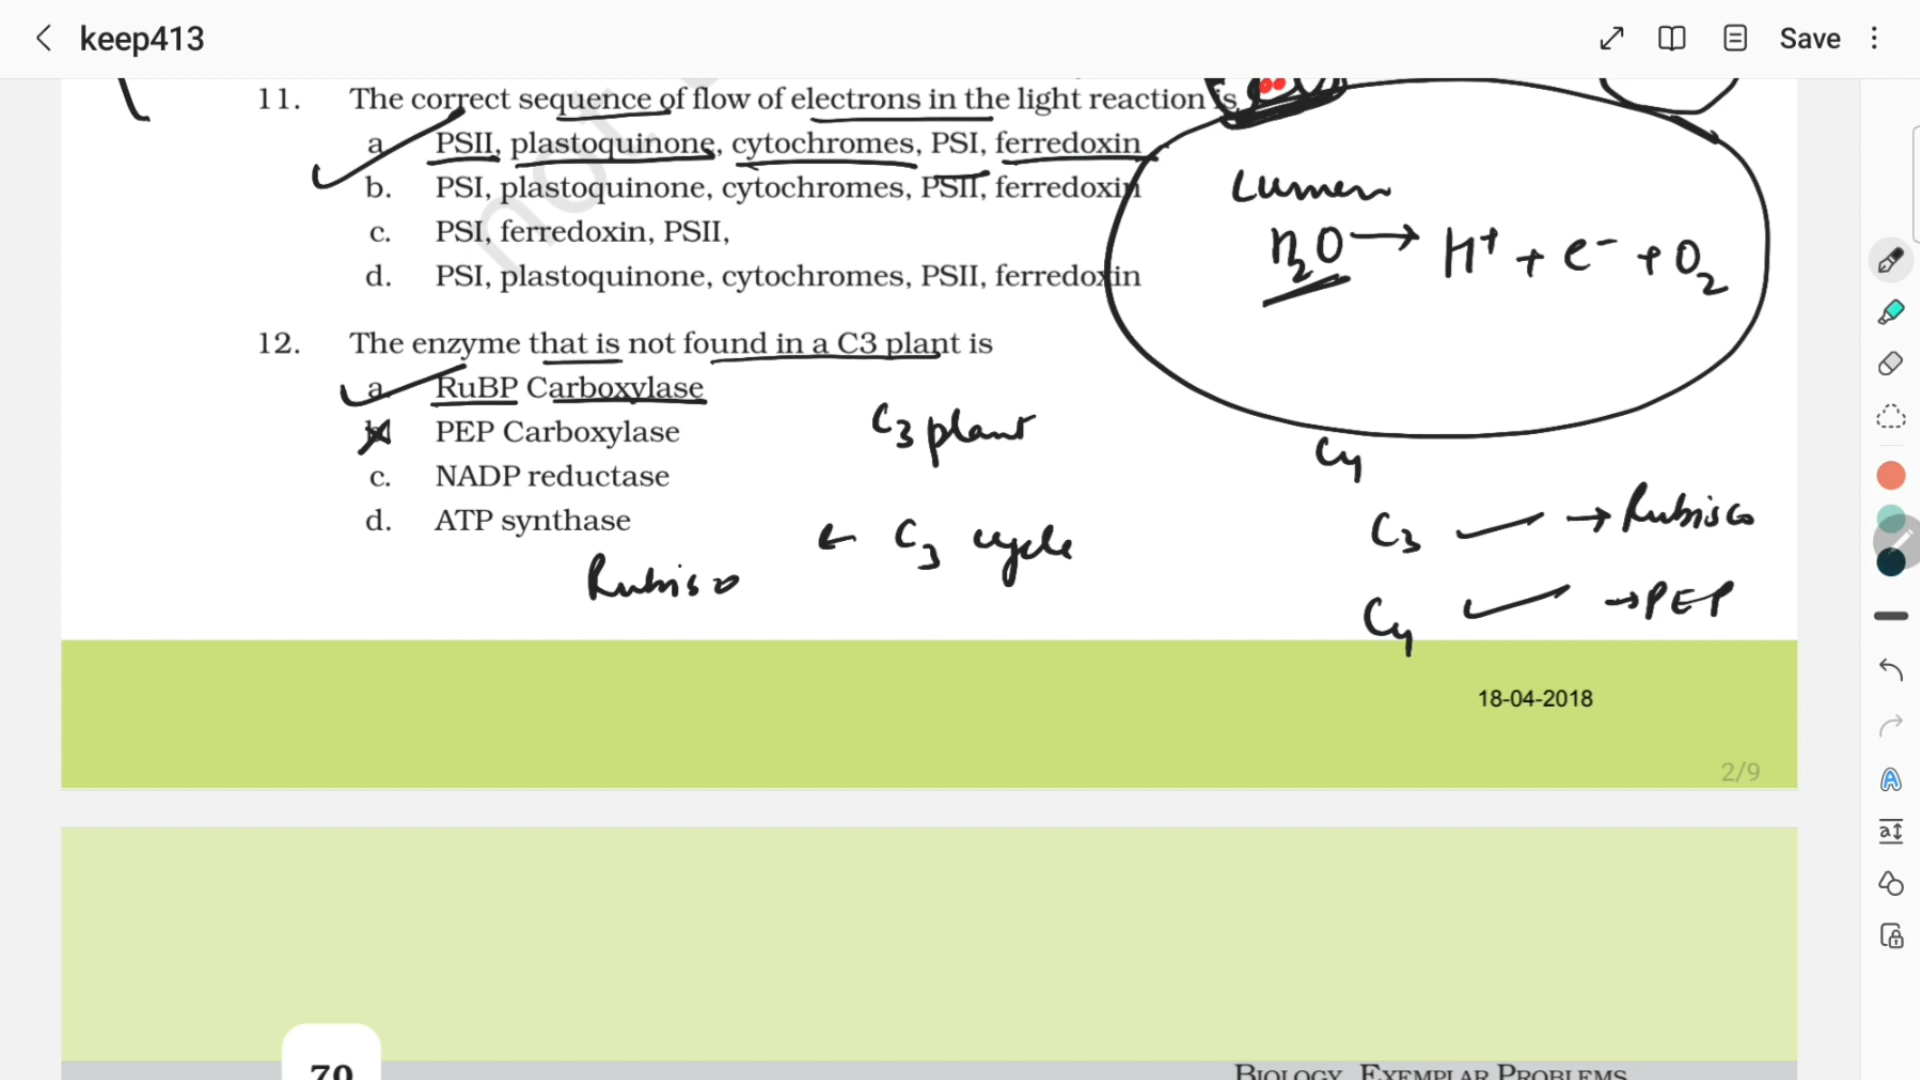 keep413
Save
11. The correct sequence of flow of electrons in the light reaction is
a. PSII, plastoquinone, cytochromes, PSI, ferredoxin
b. PSI, plastoquinone, cytochromes, PSII, ferredoxin
c. PSI, ferredoxin, PSII,
d. PSI, plastoquinone, cytochromes, PSII, ferredoxin
Lumen
H2O → H+ + e- + O2
12. The enzyme that is not found in a C3 plant is
a. RuBP Carboxylase
PEP Carboxylase
c. NADP reductase
d. ATP synthase
C3 plant
← C3 cycle
Rubisco
C4
C3 → Rubisco
C4 → PEP
not
18-04-2018
2/9
70
BIOLOGY, EXEMPLAR PROBLEMS